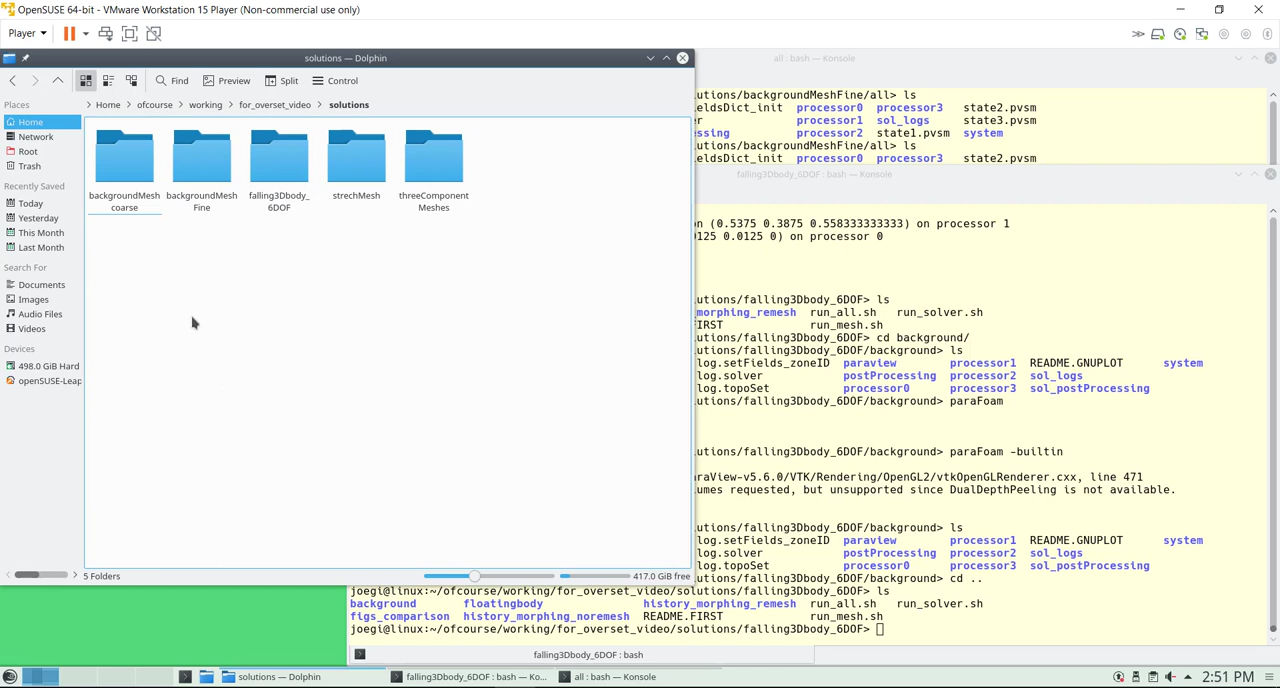 OpenSUSE 64-bit - VMware Workstation 15 Player (Non-commercial use only)
Player
solutions — Dolphin
all : bash — Konsole
Find
Preview
Split
Control
Places
Home
ofcourse
working
for_overset_video
solutions
Home
Network
Root
Trash
Recently Saved
Today
Yesterday
This Month
Last Month
Search For
Documents
Images
Audio Files
Videos
Devices
498.0 GiB Hard
openSUSE-Leap
backgroundMesh
coarse
backgroundMesh
Fine
falling3Dbody_
6DOF
strechMesh
threeComponent
Meshes
5 Folders
417.0 GiB free
utions/backgroundMeshFine/all> ls
eldsDict_init processor0 processor3 state2.pvsm
er processor1 sol_logs state3.pvsm
essing processor2 state1.pvsm system
utions/backgroundMeshFine/all> ls
eldsDict_init processor0 processor3 state2.pvsm
falling3Dbody_6DOF : bash — Konsole
on (0.5375 0.3875 0.558333333333) on processor 1
0125 0.0125 0) on processor 0
utions/falling3Dbody_6DOF> ls
morphing_remesh run_all.sh run_solver.sh
FIRST run_mesh.sh
utions/falling3Dbody_6DOF> cd background/
utions/falling3Dbody_6DOF/background> ls
log.setFields_zoneID paraview processor1 README.GNUPLOT system
log.solver postProcessing processor2 sol_logs
log.topoSet processor0 processor3 sol_postProcessing
utions/falling3Dbody_6DOF/background> paraFoam
utions/falling3Dbody_6DOF/background> paraFoam -builtin
raView-v5.6.0/VTK/Rendering/OpenGL2/vtkOpenGLRenderer.cxx, line 471
umes requested, but unsupported since DualDepthPeeling is not available.
utions/falling3Dbody_6DOF/background> ls
log.setFields_zoneID paraview processor1 README.GNUPLOT system
log.solver postProcessing processor2 sol_logs
log.topoSet processor0 processor3 sol_postProcessing
utions/falling3Dbody_6DOF/background> cd ..
joegi@linux:~/ofcourse/working/for_overset_video/solutions/falling3Dbody_6DOF> ls
background floatingbody history_morphing_remesh run_all.sh run_solver.sh
figs_comparison history_morphing_noremesh README.FIRST run_mesh.sh
joegi@linux:~/ofcourse/working/for_overset_video/solutions/falling3Dbody_6DOF>
falling3Dbody_6DOF : bash
solutions — Dolphin
falling3Dbody_6DOF : bash — Ko...
all : bash — Konsole
2:51 PM